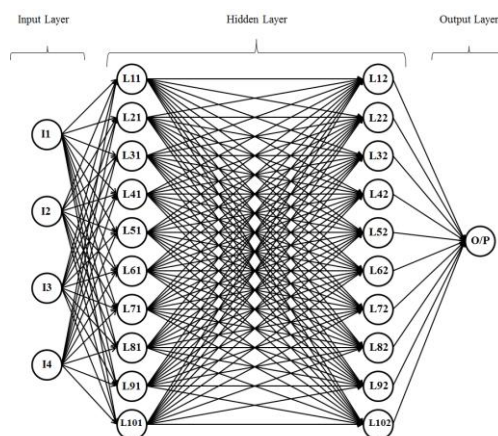 Input Layer
Hidden Layer
Output Layer
L11
L12
L21
L22
I1
L31
L32
L41
L42
I2
L51
L52
O/P
L61
L62
I3
L71
L72
L81
L82
I4
L91
L92
L101
L102